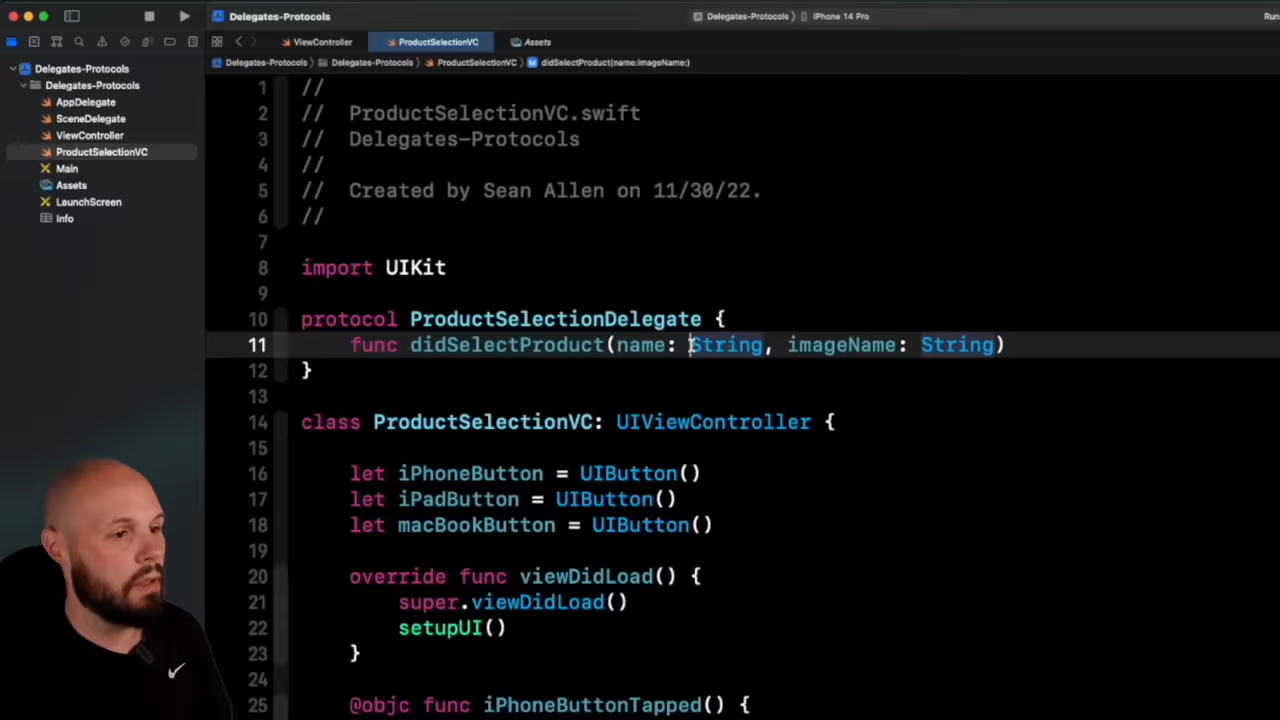 Delegates-Protocols
Delegates-Protocols
iPhone 14 Pro
Run
ViewController
ProductSelectionVC
Assets
Delegates-Protocols
Delegates-Protocols
ProductSelectionVC
M
didSelectProduct(name:imageName:)
Delegates-Protocols
Delegates-Protocols
AppDelegate
SceneDelegate
ViewController
ProductSelectionVC
Main
Assets
LaunchScreen
Info
1 //
2 // ProductSelectionVC.swift
3 // Delegates-Protocols
4 //
5 // Created by Sean Allen on 11/30/22.
6 //
7
8 import UIKit
9
10 protocol ProductSelectionDelegate {
11 func didSelectProduct(name: String, imageName: String)
12 }
13
14 class ProductSelectionVC: UIViewController {
15
16 let iPhoneButton = UIButton()
17 let iPadButton = UIButton()
18 let macBookButton = UIButton()
19
20 override func viewDidLoad() {
21 super.viewDidLoad()
22 setupUI()
23 }
24
25 @objc func iPhoneButtonTapped() {